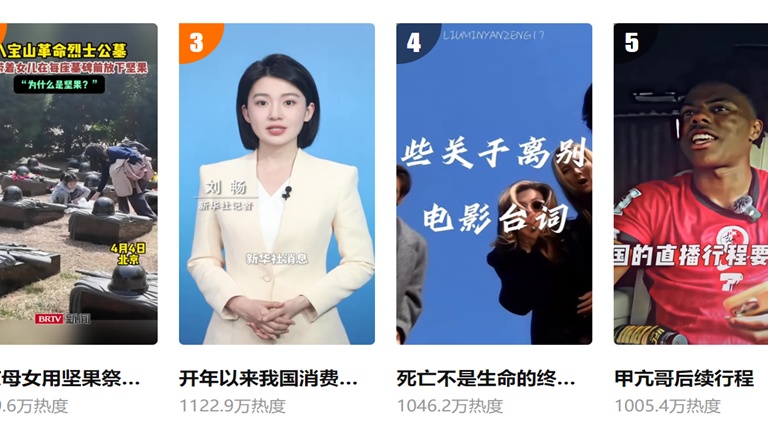 八宝山革命烈士公墓
带着女儿在每座墓碑前放下坚果
“为什么是坚果？”
4月4日
北京
BRTV 新闻
母女用坚果祭...
.6万热度
3
刘 畅
新华社记者
新华社消息
开年以来我国消费...
1122.9万热度
4
LIUMINYANZENG17
些关于离别
电影台词
死亡不是生命的终...
1046.2万热度
5
国的直播行程要
甲亢哥后续行程
1005.4万热度